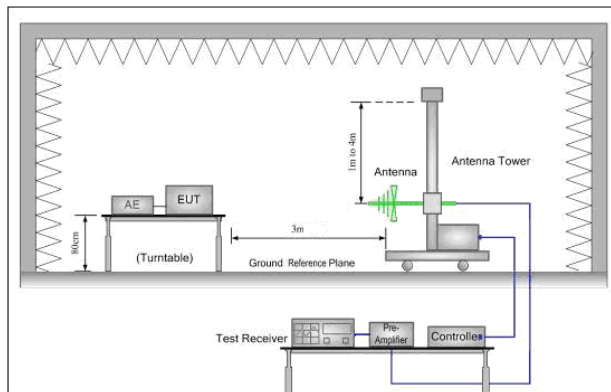 1m to 4m
Antenna
Antenna Tower
AE
EUT
80cm
(Turntable)
3m
Ground Reference Plane
Test Receiver
Pre-
Amplifier
Controller